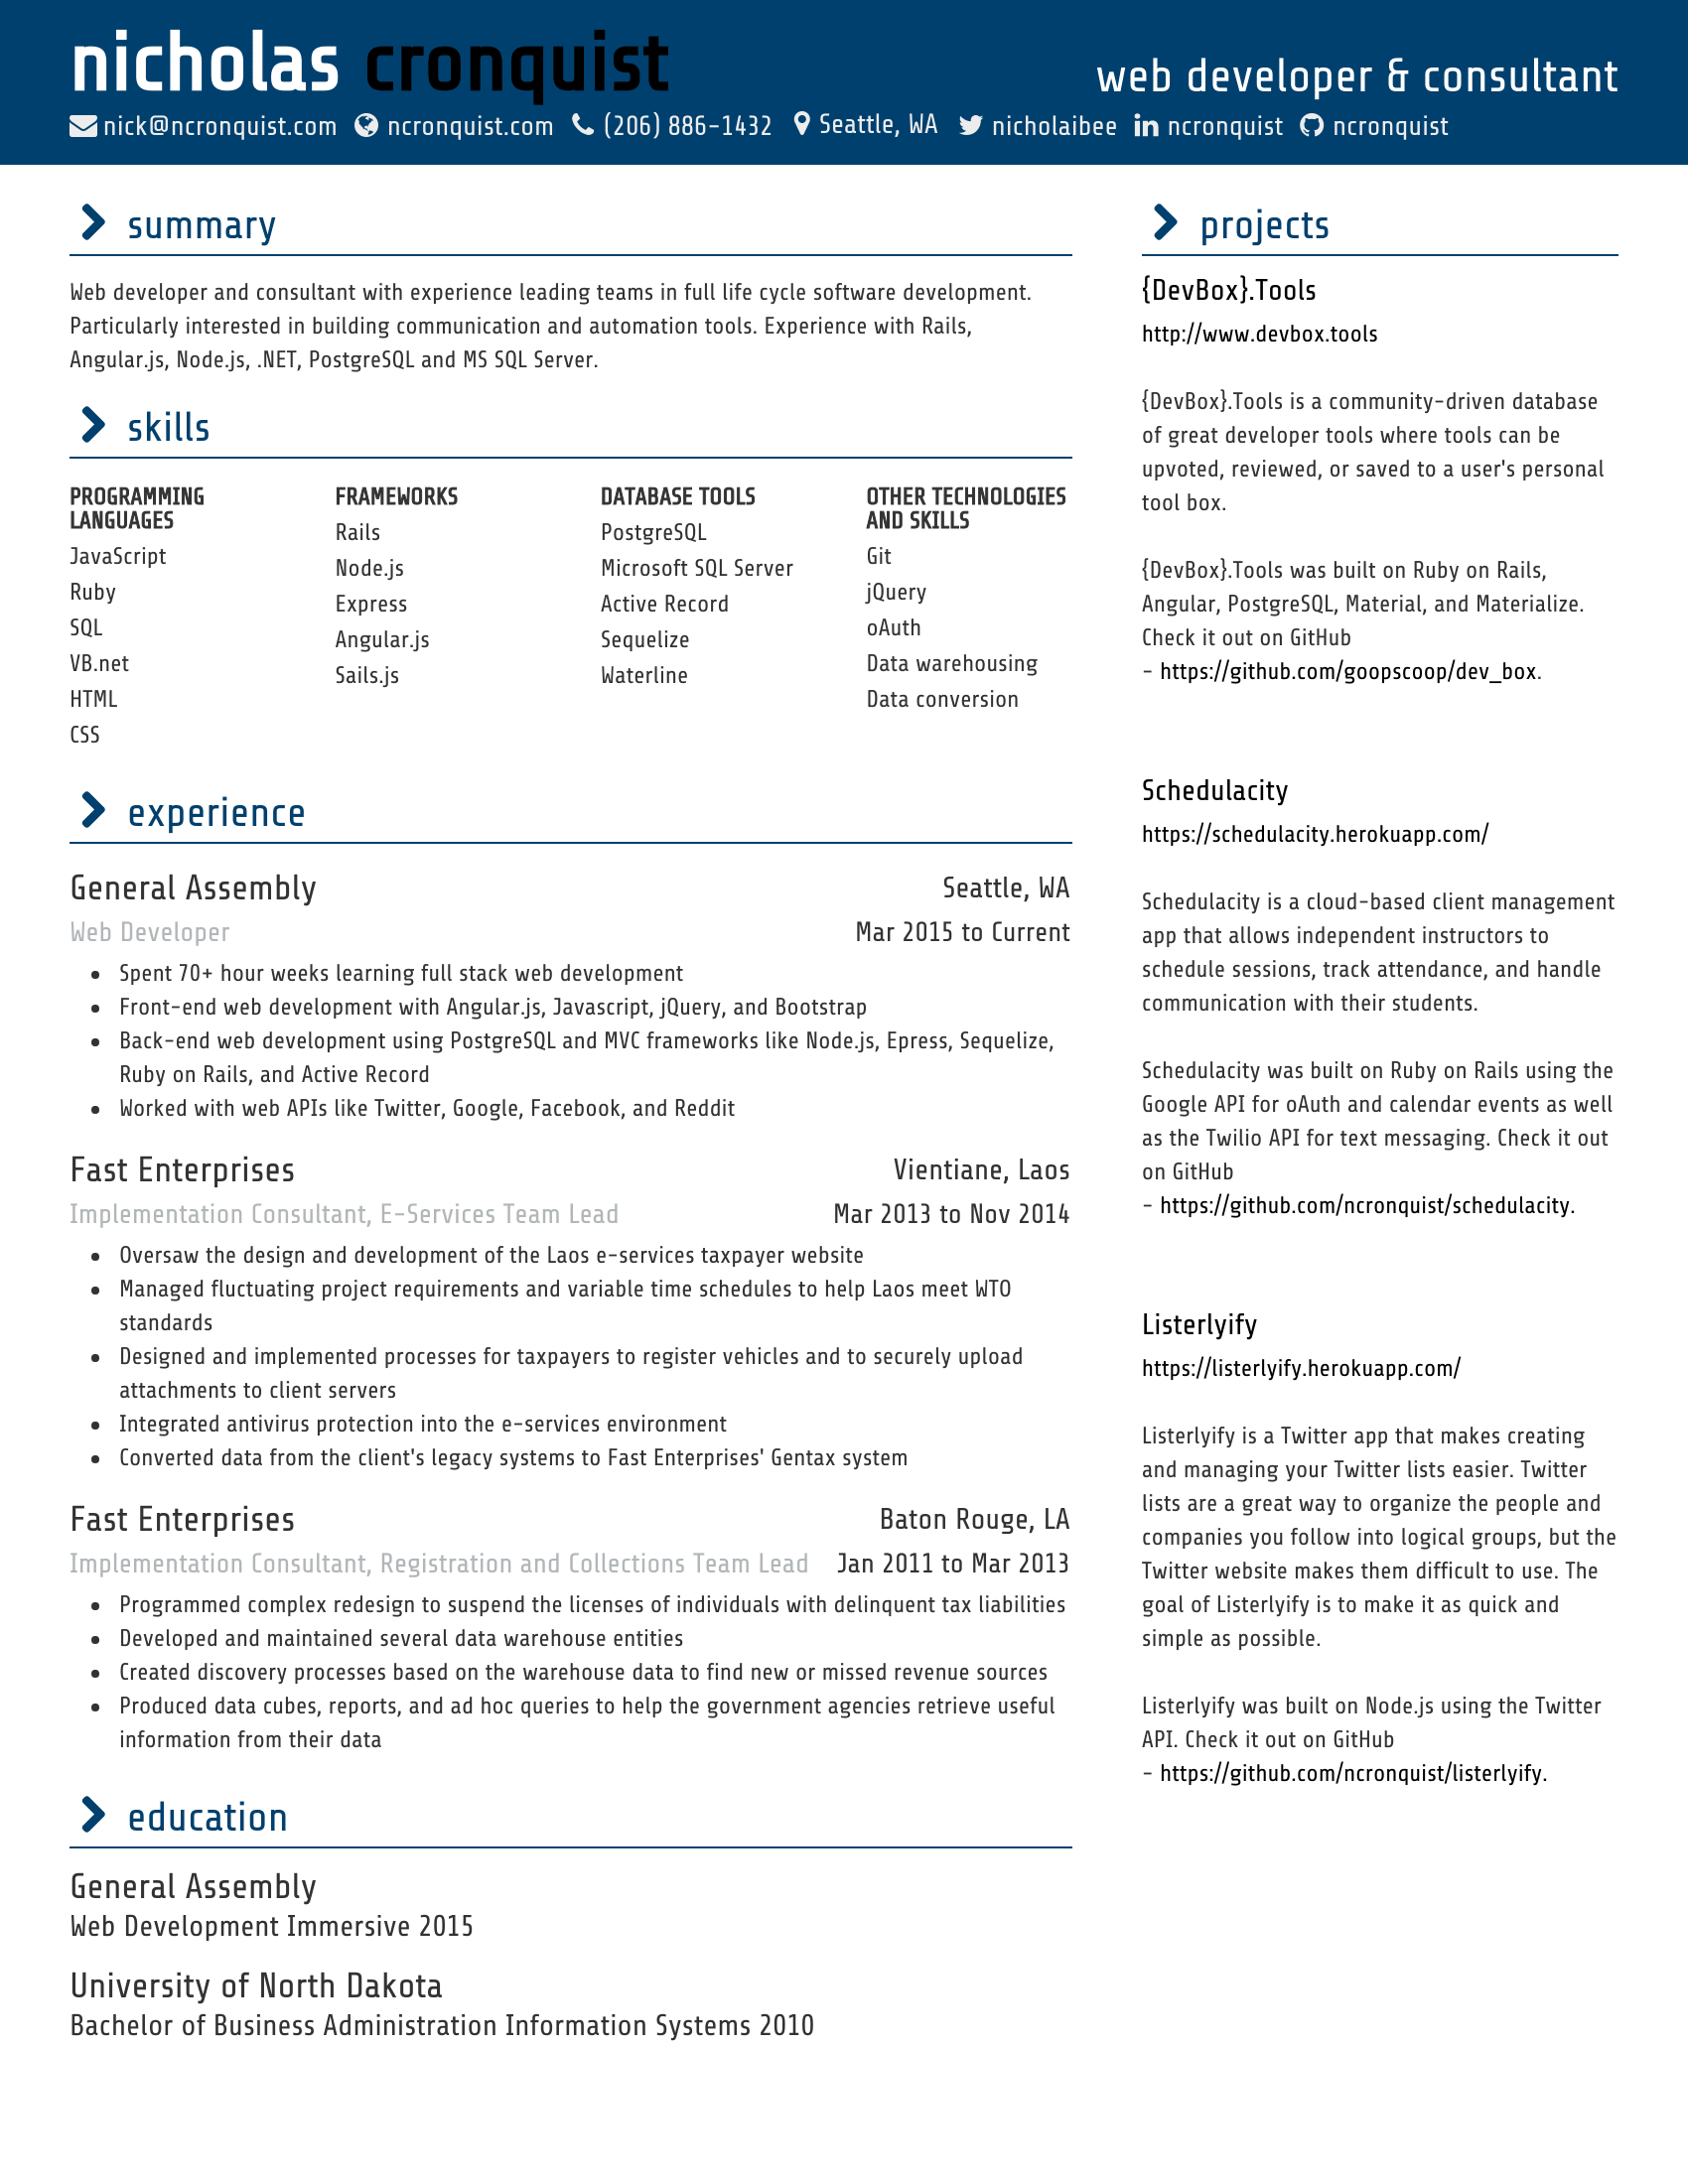 nicholas cronquist
web developer & consultant
nick@ncronquist.com ncronquist.com (206) 886-1432 Seattle, WA nicholaibee ncronquist ncronquist
summary
Web developer and consultant with experience leading teams in full life cycle software development.
Particularly interested in building communication and automation tools. Experience with Rails,
Angular.js, Node.js, .NET, PostgreSQL and MS SQL Server.
skills
PROGRAMMING
LANGUAGES
JavaScript
Ruby
SQL
VB.net
HTML
CSS
FRAMEWORKS
Rails
Node.js
Express
Angular.js
Sails.js
DATABASE TOOLS
PostgreSQL
Microsoft SQL Server
Active Record
Sequelize
Waterline
OTHER TECHNOLOGIES
AND SKILLS
Git
jQuery
oAuth
Data warehousing
Data conversion
experience
General Assembly Seattle, WA
Web Developer Mar 2015 to Current
• Spent 70+ hour weeks learning full stack web development
• Front-end web development with Angular.js, Javascript, jQuery, and Bootstrap
• Back-end web development using PostgreSQL and MVC frameworks like Node.js, Epress, Sequelize,
Ruby on Rails, and Active Record
• Worked with web APIs like Twitter, Google, Facebook, and Reddit
Fast Enterprises Vientiane, Laos
Implementation Consultant, E-Services Team Lead Mar 2013 to Nov 2014
• Oversaw the design and development of the Laos e-services taxpayer website
• Managed fluctuating project requirements and variable time schedules to help Laos meet WTO
standards
• Designed and implemented processes for taxpayers to register vehicles and to securely upload
attachments to client servers
• Integrated antivirus protection into the e-services environment
• Converted data from the client's legacy systems to Fast Enterprises' Gentax system
Fast Enterprises Baton Rouge, LA
Implementation Consultant, Registration and Collections Team Lead Jan 2011 to Mar 2013
• Programmed complex redesign to suspend the licenses of individuals with delinquent tax liabilities
• Developed and maintained several data warehouse entities
• Created discovery processes based on the warehouse data to find new or missed revenue sources
• Produced data cubes, reports, and ad hoc queries to help the government agencies retrieve useful
information from their data
education
General Assembly
Web Development Immersive 2015
University of North Dakota
Bachelor of Business Administration Information Systems 2010
projects
{DevBox}.Tools
http://www.devbox.tools
{DevBox}.Tools is a community-driven database
of great developer tools where tools can be
upvoted, reviewed, or saved to a user's personal
tool box.
{DevBox}.Tools was built on Ruby on Rails,
Angular, PostgreSQL, Material, and Materialize.
Check it out on GitHub
- https://github.com/goopscoop/dev_box.
Schedulacity
https://schedulacity.herokuapp.com/
Schedulacity is a cloud-based client management
app that allows independent instructors to
schedule sessions, track attendance, and handle
communication with their students.
Schedulacity was built on Ruby on Rails using the
Google API for oAuth and calendar events as well
as the Twilio API for text messaging. Check it out
on GitHub
- https://github.com/ncronquist/schedulacity.
Listerlyify
https://listerlyify.herokuapp.com/
Listerlyify is a Twitter app that makes creating
and managing your Twitter lists easier. Twitter
lists are a great way to organize the people and
companies you follow into logical groups, but the
Twitter website makes them difficult to use. The
goal of Listerlyify is to make it as quick and
simple as possible.
Listerlyify was built on Node.js using the Twitter
API. Check it out on GitHub
- https://github.com/ncronquist/listerlyify.